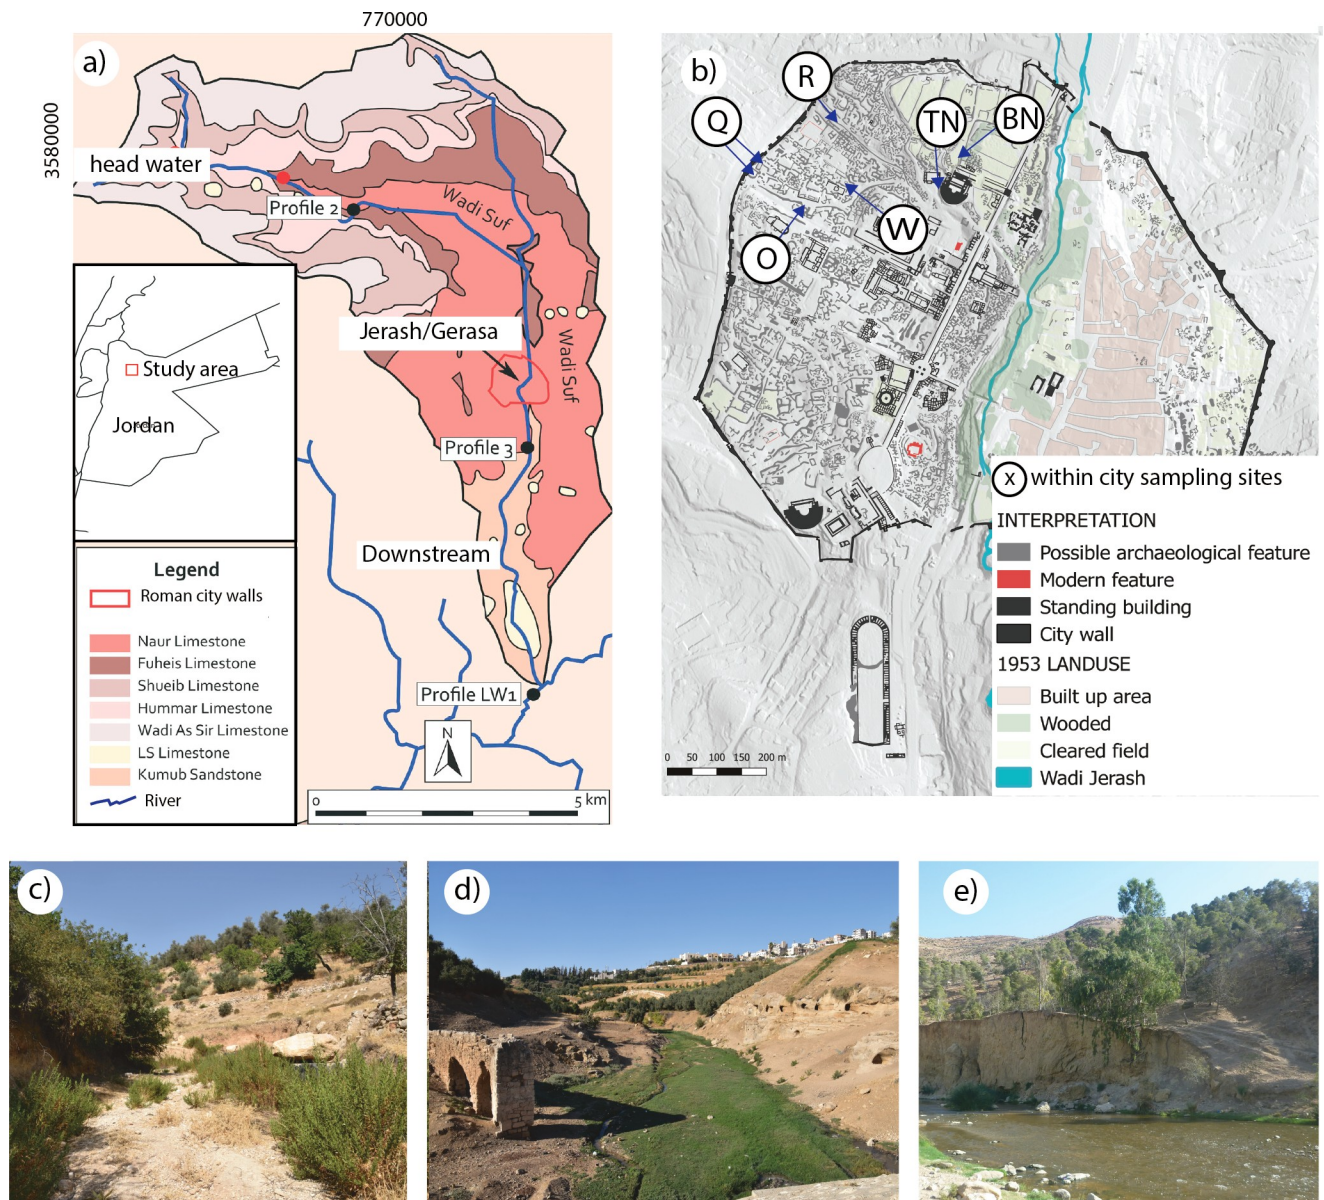 770000
3580000
a)
head water
Profile 2
Wadi Suf
Jerash/Gerasa
Wadi Suf
Study area
Jordan
Profile 3
Downstream
Profile LW1
N
0 5 km
Legend
Roman city walls
Naur Limestone
Fuheis Limestone
Shueib Limestone
Hummar Limestone
Wadi As Sir Limestone
LS Limestone
Kumub Sandstone
River
b)
R
Q
TN
BN
W
O
x within city sampling sites
INTERPRETATION
Possible archaeological feature
Modern feature
Standing building
City wall
1953 LANDUSE
Built up area
Wooded
Cleared field
Wadi Jerash
0 50 100 150 200 m
c)
d)
e)